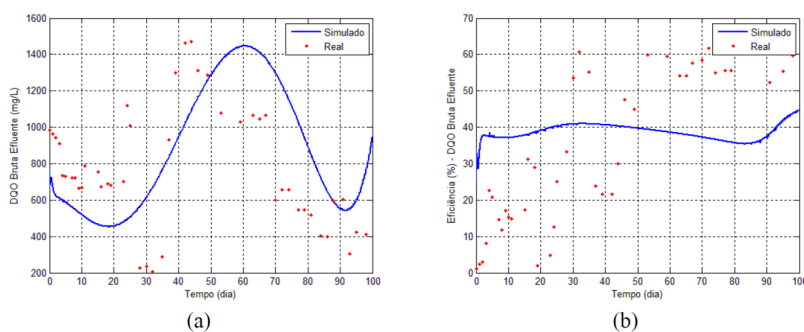 1600
1400
1200
1000
800
600
400
200
DQO Bruta Efluente (mg/L)
0 10 20 30 40 50 60 70 80 90 100
Tempo (dia)
Simulado
Real
(a)
70
60
50
40
30
20
10
0
Eficiência (%) - DQO Bruta Efluente
0 10 20 30 40 50 60 70 80 90 100
Tempo (dia)
Simulado
Real
(b)